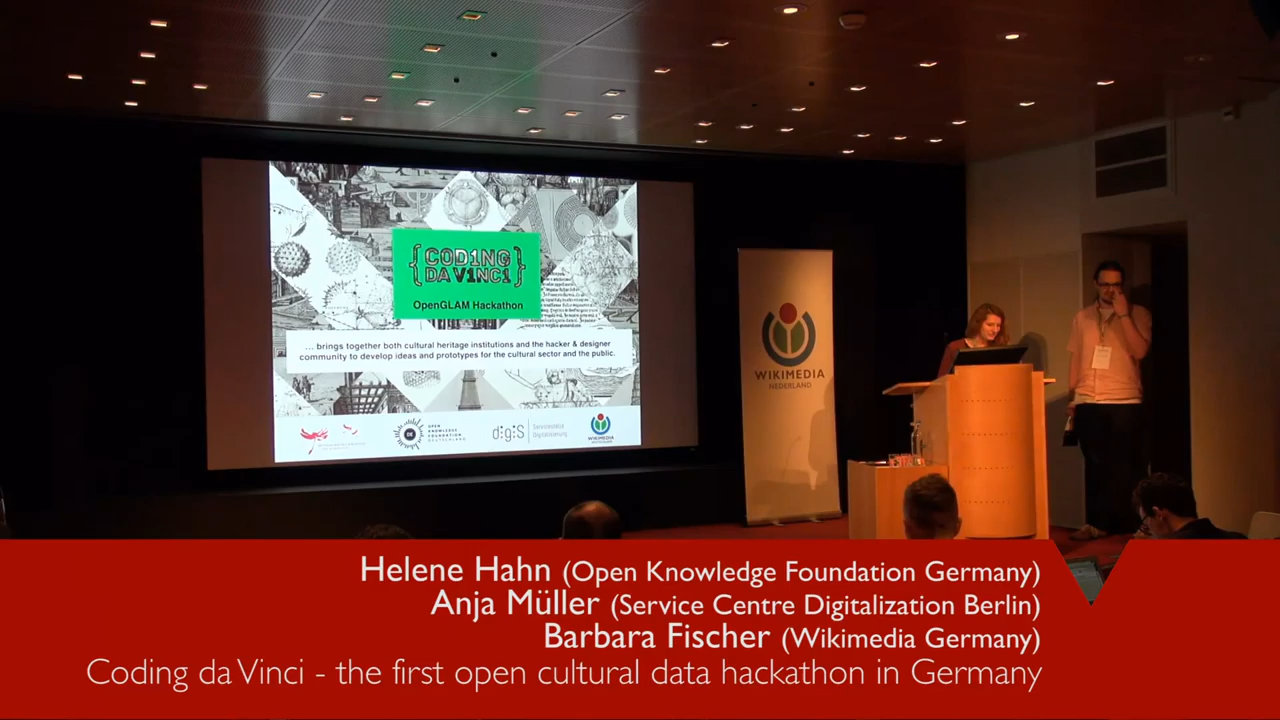 {CODING
DA V1NC1}
OpenGLAM Hackathon
... brings together both cultural heritage institutions and the hacker & designer
community to develop ideas and prototypes for the cultural sector and the public.
OPEN
KNOWLEDGE
FOUNDATION
DEUTSCHLAND
DE
digiS
Servicestelle
Digitalisierung
WIKIMEDIA
WIKIMEDIA
NEDERLAND
Helene Hahn (Open Knowledge Foundation Germany)
Anja Müller (Service Centre Digitalization Berlin)
Barbara Fischer (Wikimedia Germany)
Coding da Vinci - the first open cultural data hackathon in Germany